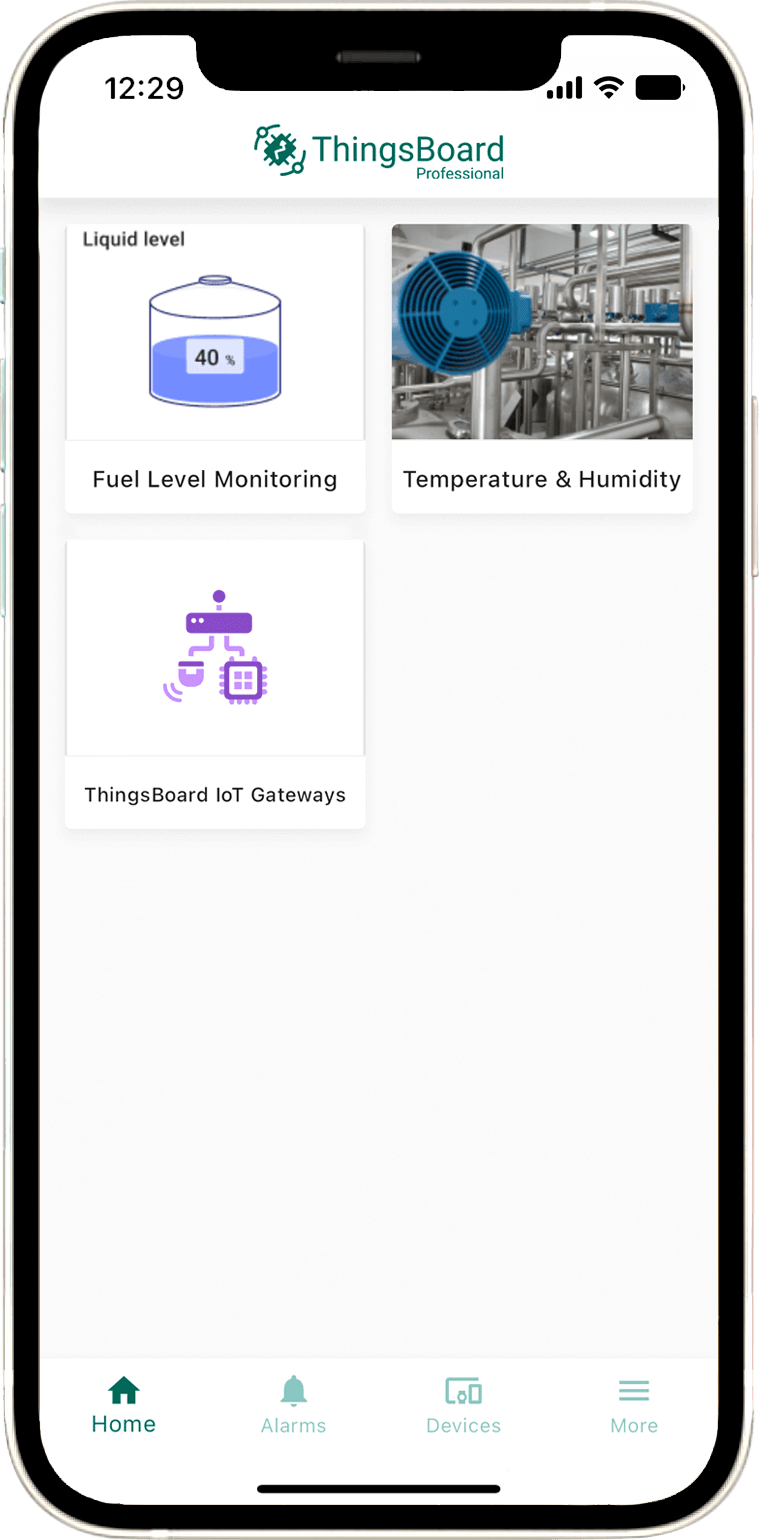 12:29
ThingsBoard
Professional
Liquid level
40 %
Fuel Level Monitoring
Temperature & Humidity
ThingsBoard IoT Gateways
Home
Alarms
Devices
More